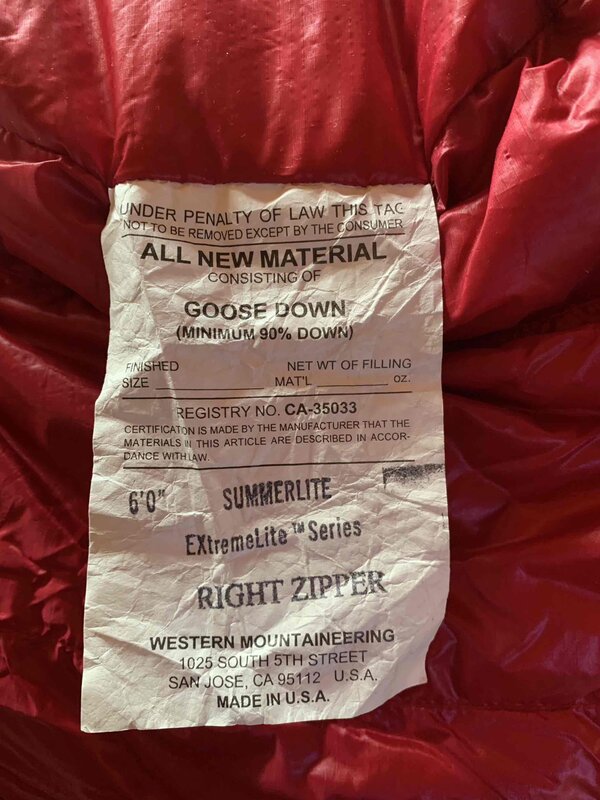 UNDER PENALTY OF LAW THIS TAG
NOT TO BE REMOVED EXCEPT BY THE CONSUMER
ALL NEW MATERIAL
CONSISTING OF
GOOSE DOWN
(MINIMUM 90% DOWN)
FINISHED NET WT OF FILLING
SIZE MAT'L oz.
REGISTRY NO. CA-35033
CERTIFICATION IS MADE BY THE MANUFACTURER THAT THE
MATERIALS IN THIS ARTICLE ARE DESCRIBED IN ACCOR-
DANCE WITH LAW.
6'0" SUMMERLITE
EXtremeLite™ Series
RIGHT ZIPPER
WESTERN MOUNTAINEERING
1025 SOUTH 5TH STREET
SAN JOSE, CA 95112 U.S.A.
MADE IN U.S.A.